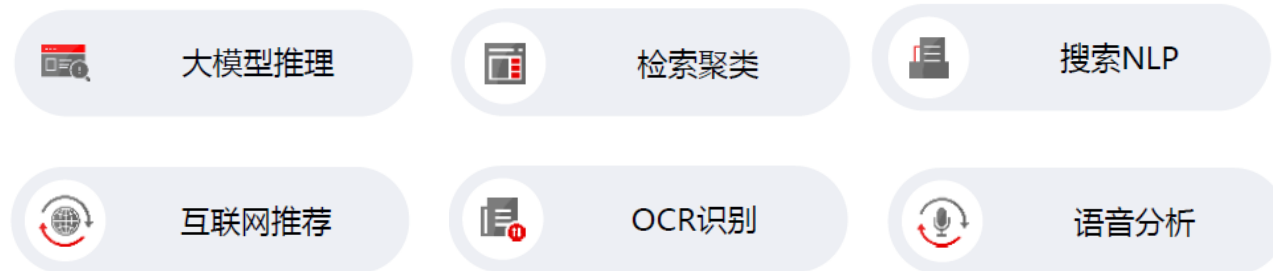 大模型推理
检索聚类
搜索NLP
互联网推荐
OCR识别
语音分析